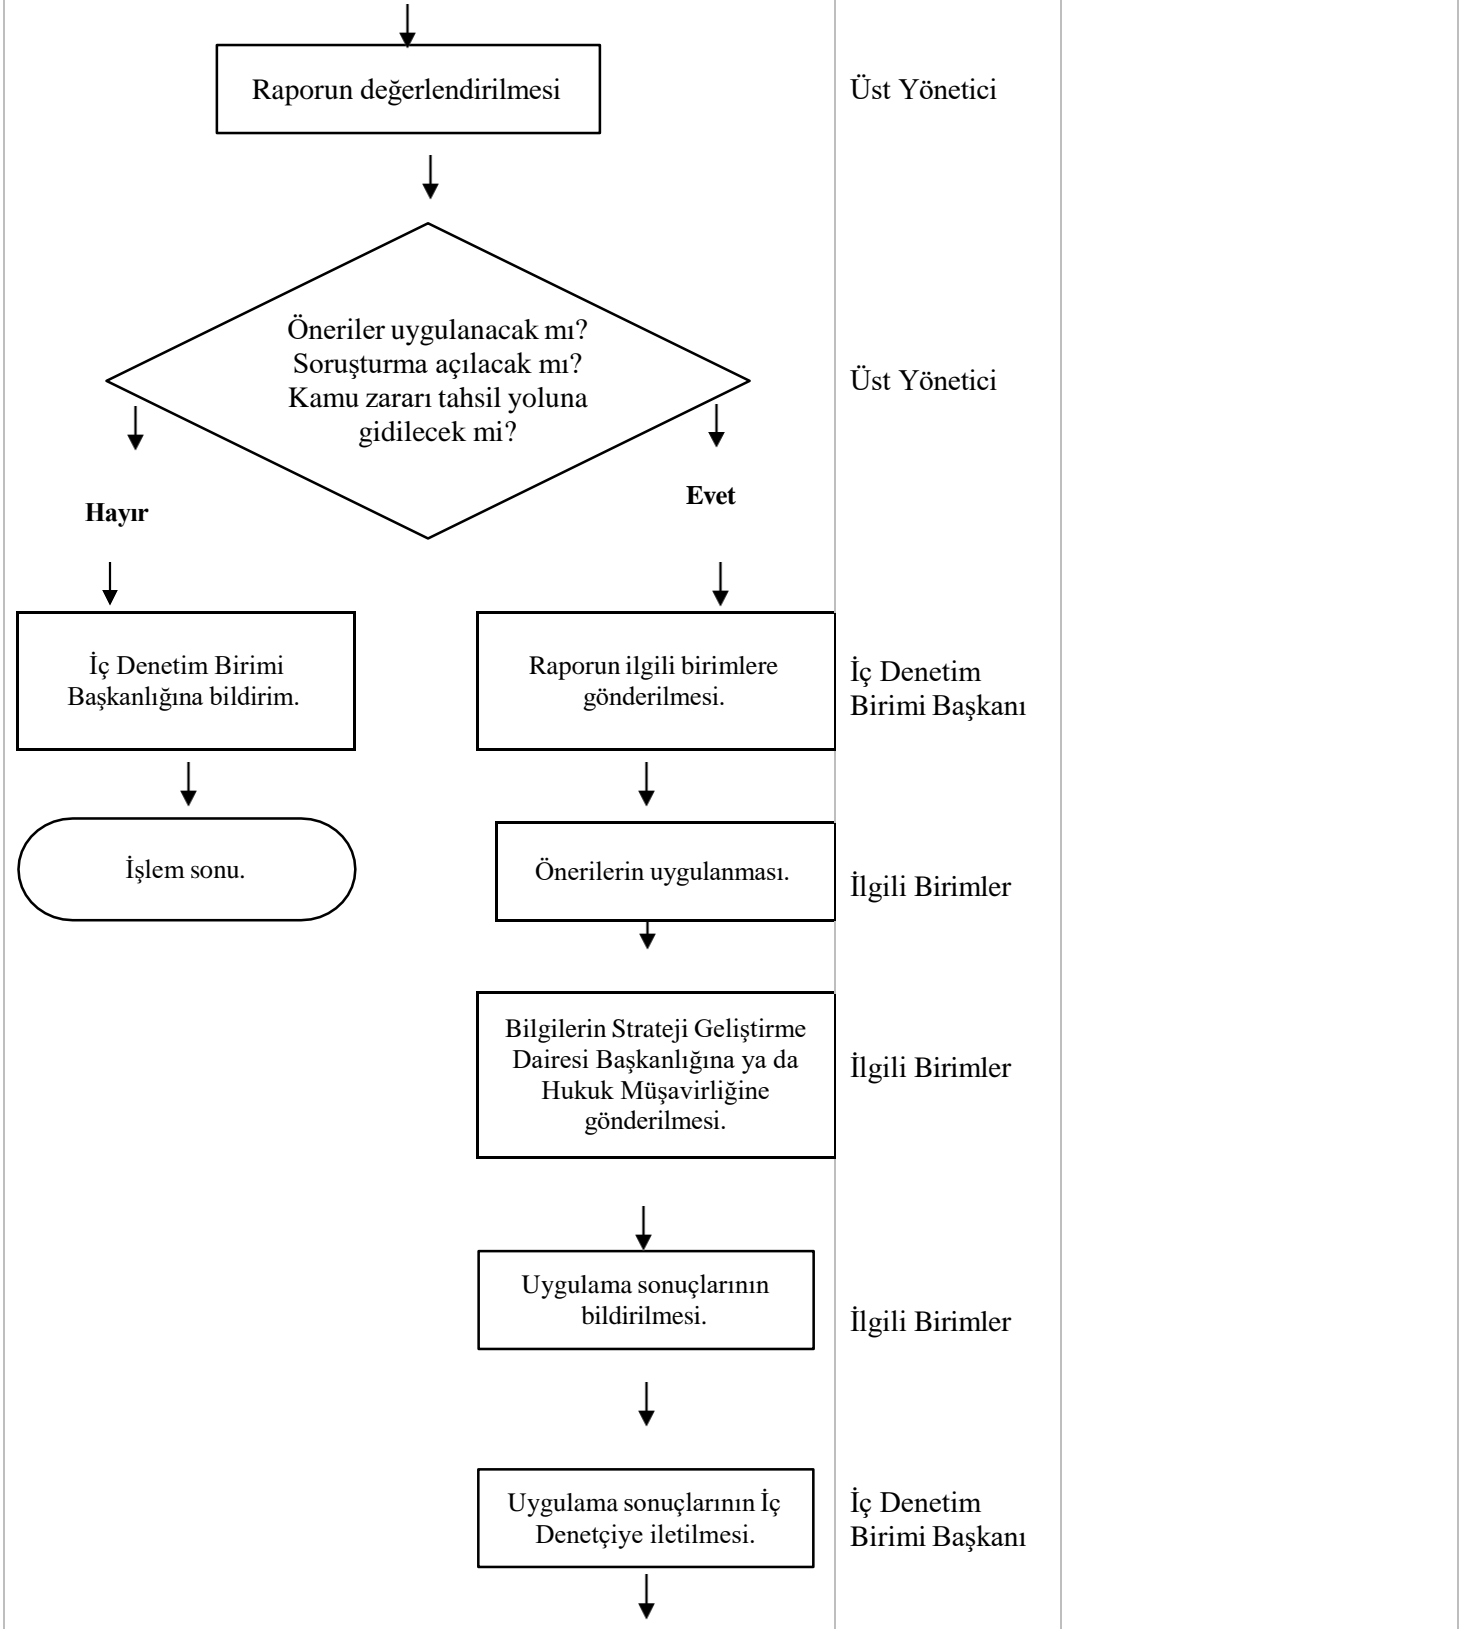 Raporun değerlendirilmesi
Üst Yönetici
Öneriler uygulanacak mı?
Soruşturma açılacak mı?
Kamu zararı tahsil yoluna
gidilecek mi?
Üst Yönetici
Hayır
Evet
İç Denetim Birimi
Başkanlığına bildirim.
Raporun ilgili birimlere
gönderilmesi.
İç Denetim
Birimi Başkanı
İşlem sonu.
Önerilerin uygulanması.
İlgili Birimler
Bilgilerin Strateji Geliştirme
Dairesi Başkanlığına ya da
Hukuk Müşavirliğine
gönderilmesi.
İlgili Birimler
Uygulama sonuçlarının
bildirilmesi.
İlgili Birimler
Uygulama sonuçlarının İç
Denetçiye iletilmesi.
İç Denetim
Birimi Başkanı